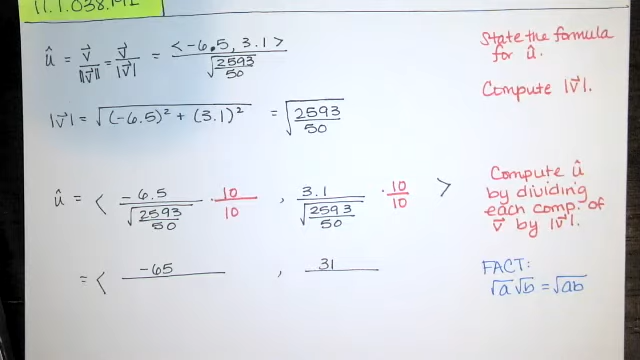 11.1.038.MI
û = v⃗/||v⃗|| = v⃗/|v⃗| = <-6.5, 3.1> / √(2593/50)
State the formula for û.
|v⃗| = √((-6.5)² + (3.1)²) = √(2593/50)
Compute |v⃗|.
û = < -6.5/√(2593/50) · 10/10 , 3.1/√(2593/50) · 10/10 >
Compute û
by dividing
each comp. of
v⃗ by |v⃗|.
= < -65 , 31
FACT:
√a √b = √ab